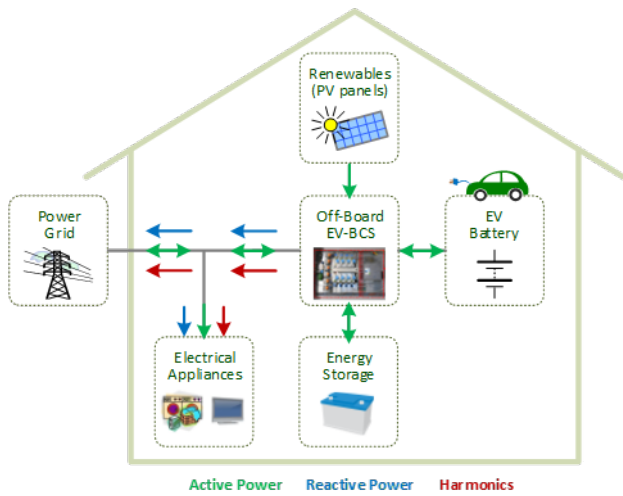 Renewables
(PV panels)
Power
Grid
Off-Board
EV-BCS
EV
Battery
Electrical
Appliances
Energy
Storage
Active Power Reactive Power Harmonics